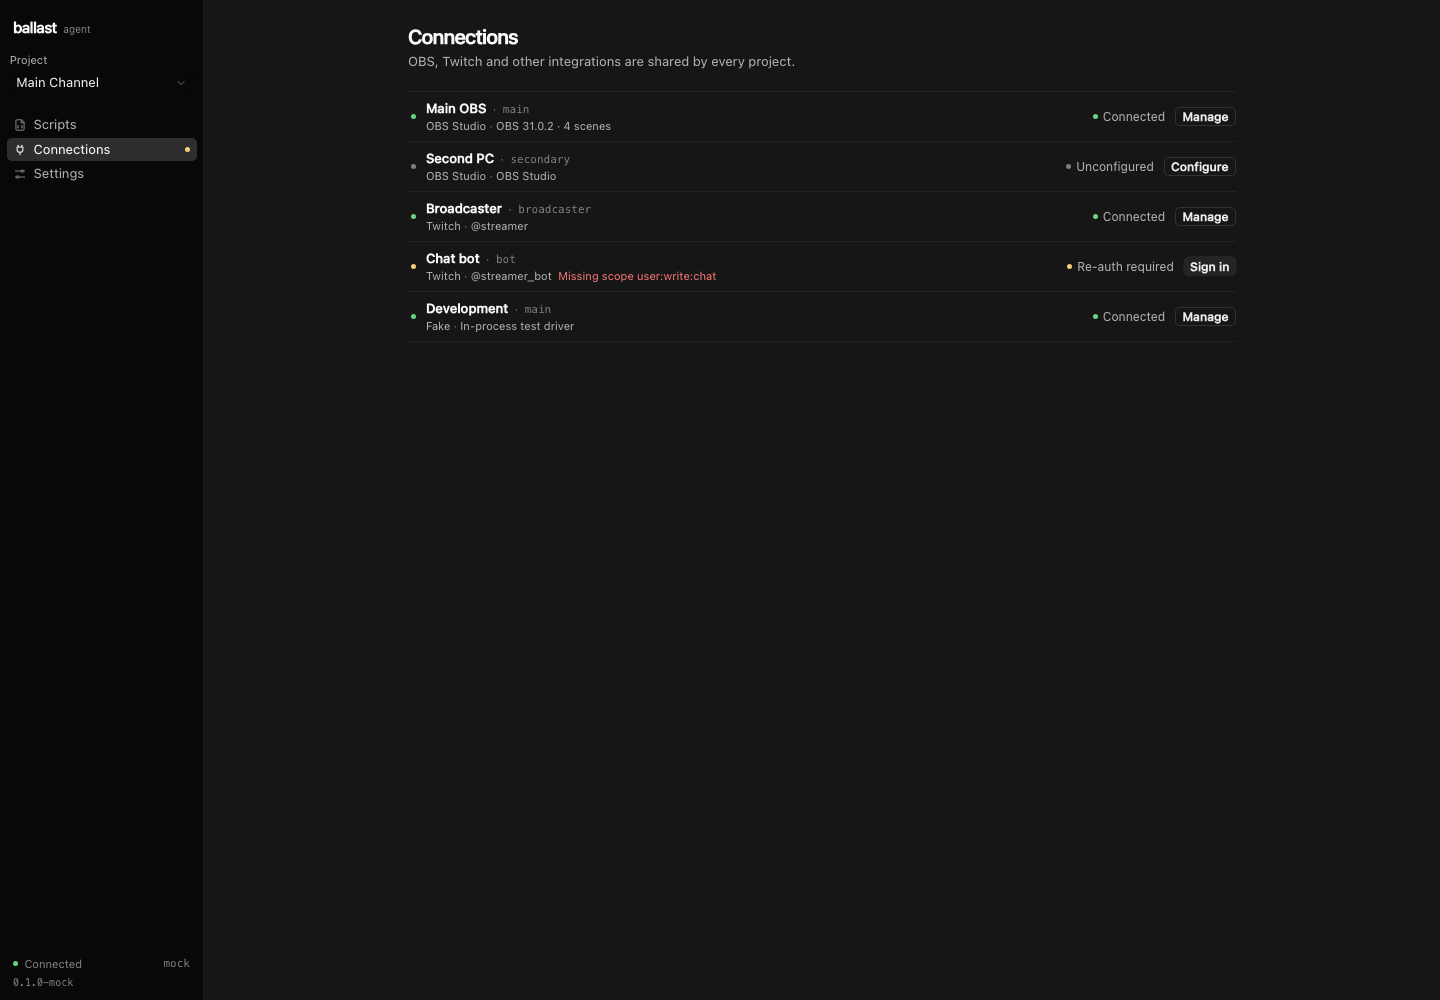 ballast agent
Project
Main Channel
Scripts
Connections
Settings
Connected mock
0.1.0-mock
Connections
OBS, Twitch and other integrations are shared by every project.
Main OBS · main
OBS Studio · OBS 31.0.2 · 4 scenes
Connected Manage
Second PC · secondary
OBS Studio · OBS Studio
Unconfigured Configure
Broadcaster · broadcaster
Twitch · @streamer
Connected Manage
Chat bot · bot
Twitch · @streamer_bot Missing scope user:write:chat
Re-auth required Sign in
Development · main
Fake · In-process test driver
Connected Manage